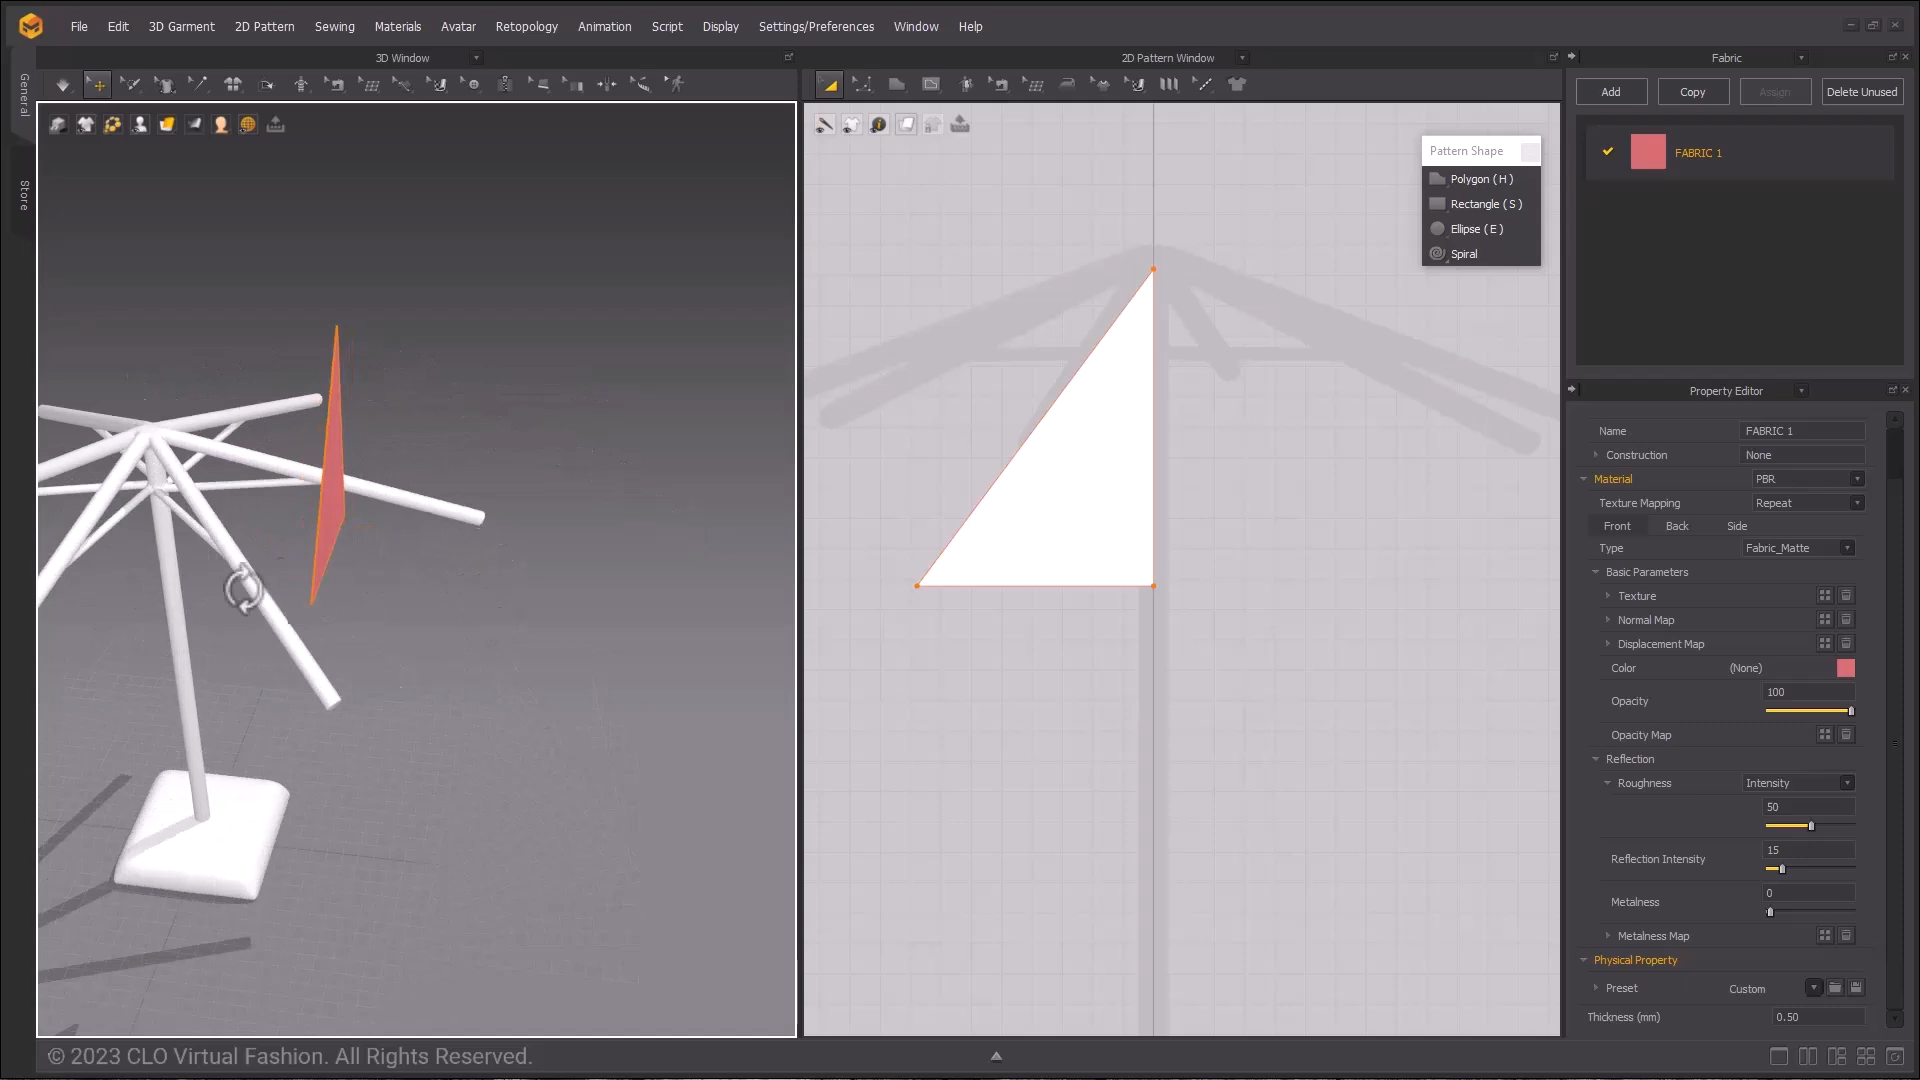 File Edit 3D Garment 2D Pattern Sewing Materials Avatar Retopology Animation Script Display Settings/Preferences Window Help
3D Window
2D Pattern Window
Fabric
General
Store
Add Copy Assign Delete Unused
FABRIC 1
Pattern Shape
Polygon ( H )
Rectangle ( S )
Ellipse ( E )
Spiral
Property Editor
Name FABRIC 1
Construction None
Material PBR
Texture Mapping Repeat
Front Back Side
Type Fabric_Matte
Basic Parameters
Texture
Normal Map
Displacement Map
Color (None)
Opacity 100
Opacity Map
Reflection
Roughness Intensity
50
Reflection Intensity 15
Metalness 0
Metalness Map
Physical Property
Preset Custom
Thickness (mm) 0.50
© 2023 CLO Virtual Fashion. All Rights Reserved.